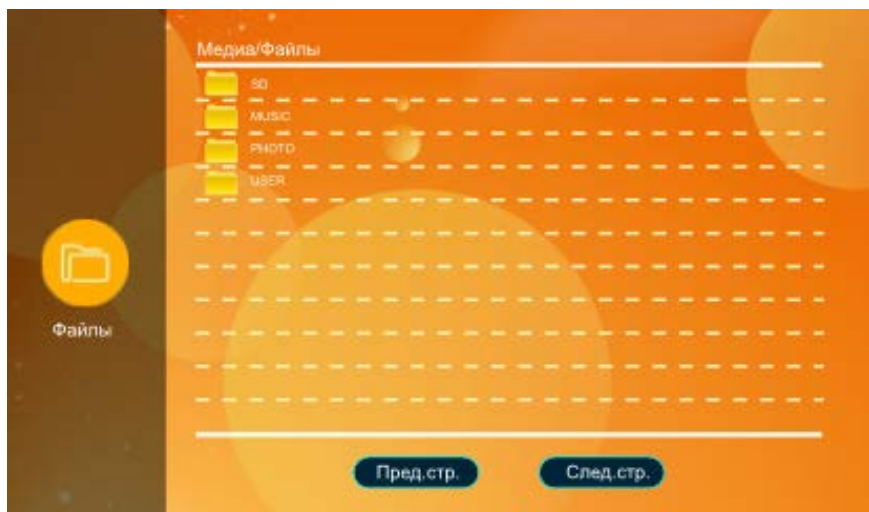 Медиа/Файлы
SD
MUSIC
PHOTO
USER
Файлы
Пред.стр.
След.стр.